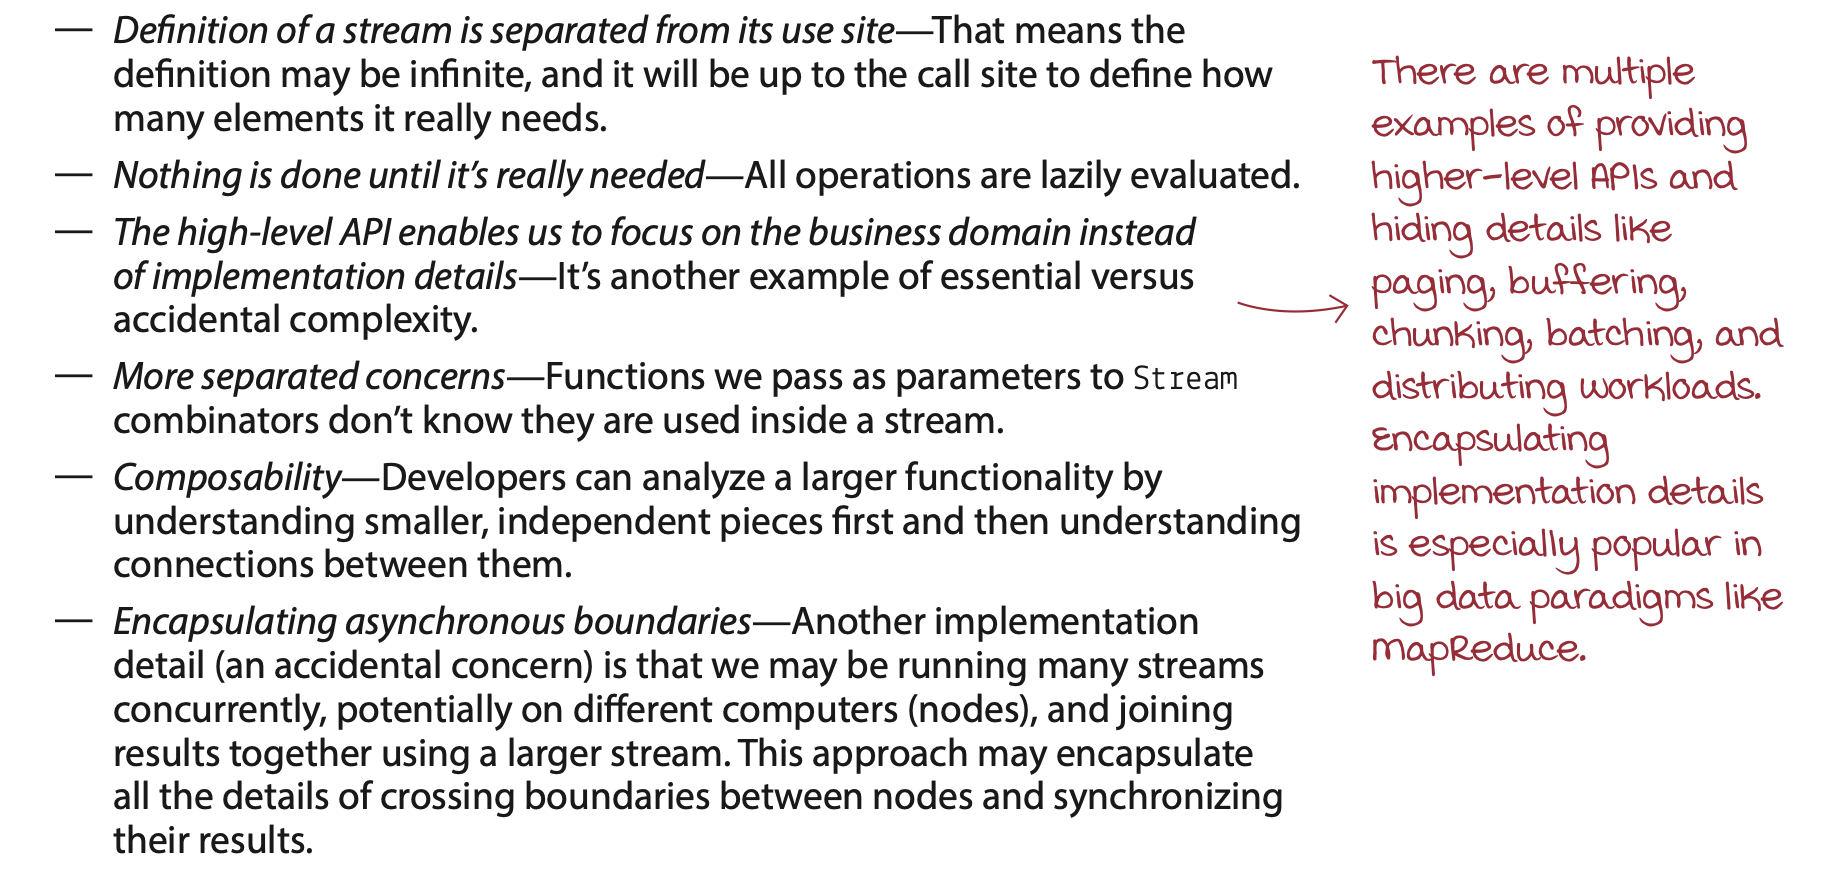 — Definition of a stream is separated from its use site—That means the
definition may be infinite, and it will be up to the call site to define how
many elements it really needs.
— Nothing is done until it’s really needed—All operations are lazily evaluated.
— The high-level API enables us to focus on the business domain instead
of implementation details—It’s another example of essential versus
accidental complexity.
— More separated concerns—Functions we pass as parameters to Stream
combinators don’t know they are used inside a stream.
— Composability—Developers can analyze a larger functionality by
understanding smaller, independent pieces first and then understanding
connections between them.
— Encapsulating asynchronous boundaries—Another implementation
detail (an accidental concern) is that we may be running many streams
concurrently, potentially on different computers (nodes), and joining
results together using a larger stream. This approach may encapsulate
all the details of crossing boundaries between nodes and synchronizing
their results.
There are multiple
examples of providing
higher-level APIs and
hiding details like
paging, buffering,
chunking, batching, and
distributing workloads.
Encapsulating
implementation details
is especially popular in
big data paradigms like
MapReduce.